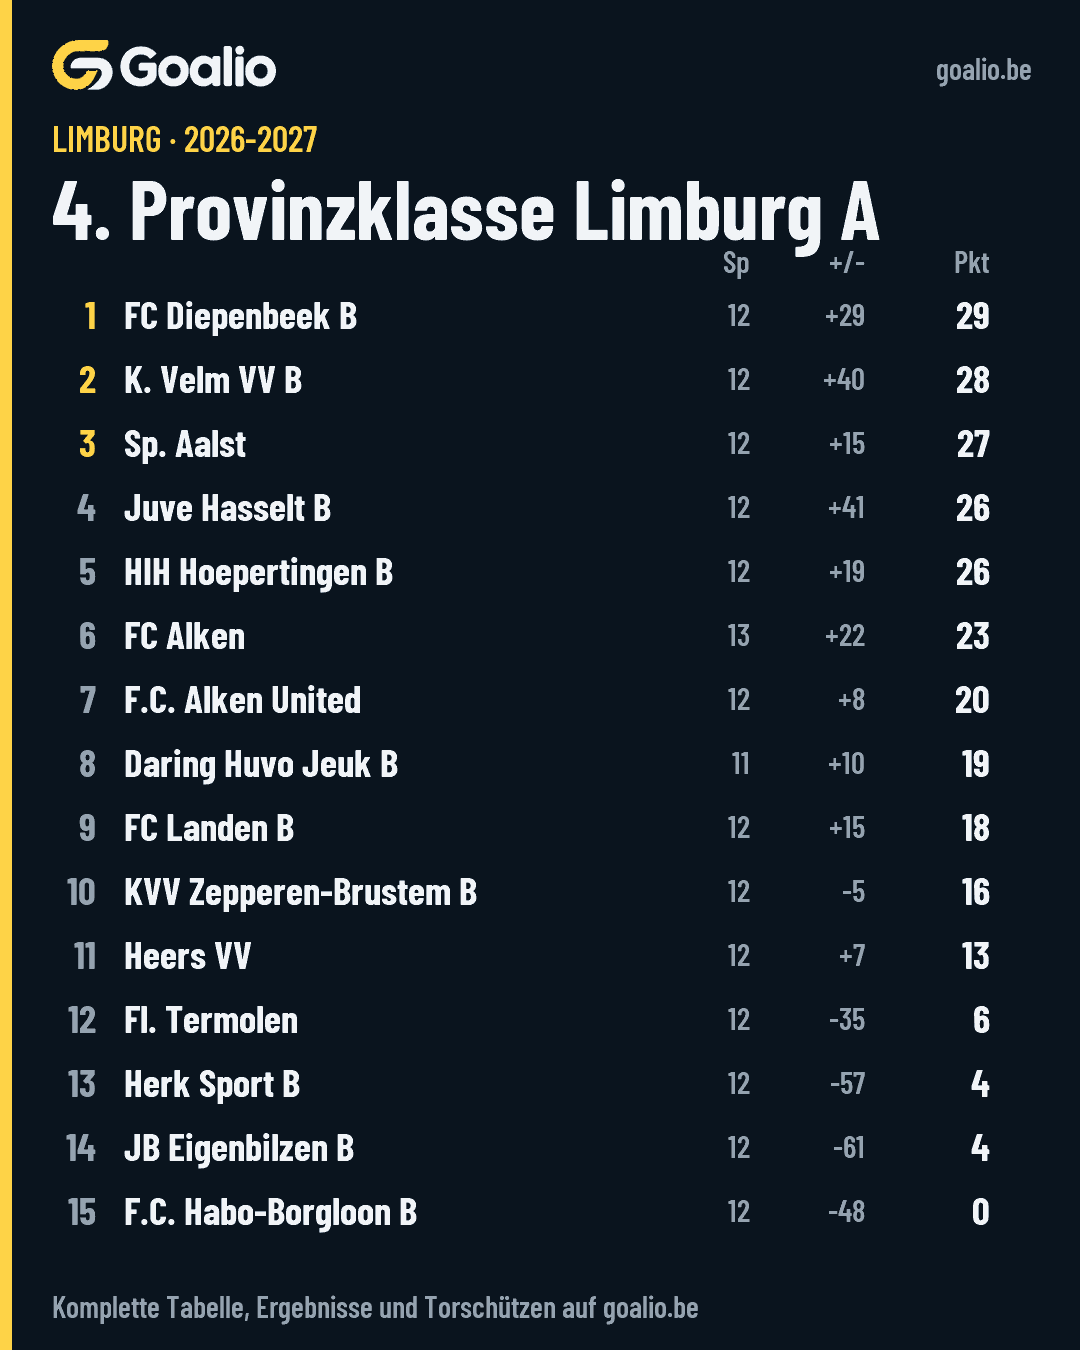 Goalio
goalio.be
LIMBURG · 2026-2027
4. Provinzklasse Limburg A
Sp +/- Pkt
1 FC Diepenbeek B 12 +29 29
2 K. Velm VV B 12 +40 28
3 Sp. Aalst 12 +15 27
4 Juve Hasselt B 12 +41 26
5 HIH Hoepertingen B 12 +19 26
6 FC Alken 13 +22 23
7 F.C. Alken United 12 +8 20
8 Daring Huvo Jeuk B 11 +10 19
9 FC Landen B 12 +15 18
10 KVV Zepperen-Brustem B 12 -5 16
11 Heers VV 12 +7 13
12 Fl. Termolen 12 -35 6
13 Herk Sport B 12 -57 4
14 JB Eigenbilzen B 12 -61 4
15 F.C. Habo-Borgloon B 12 -48 0
Komplette Tabelle, Ergebnisse und Torschützen auf goalio.be